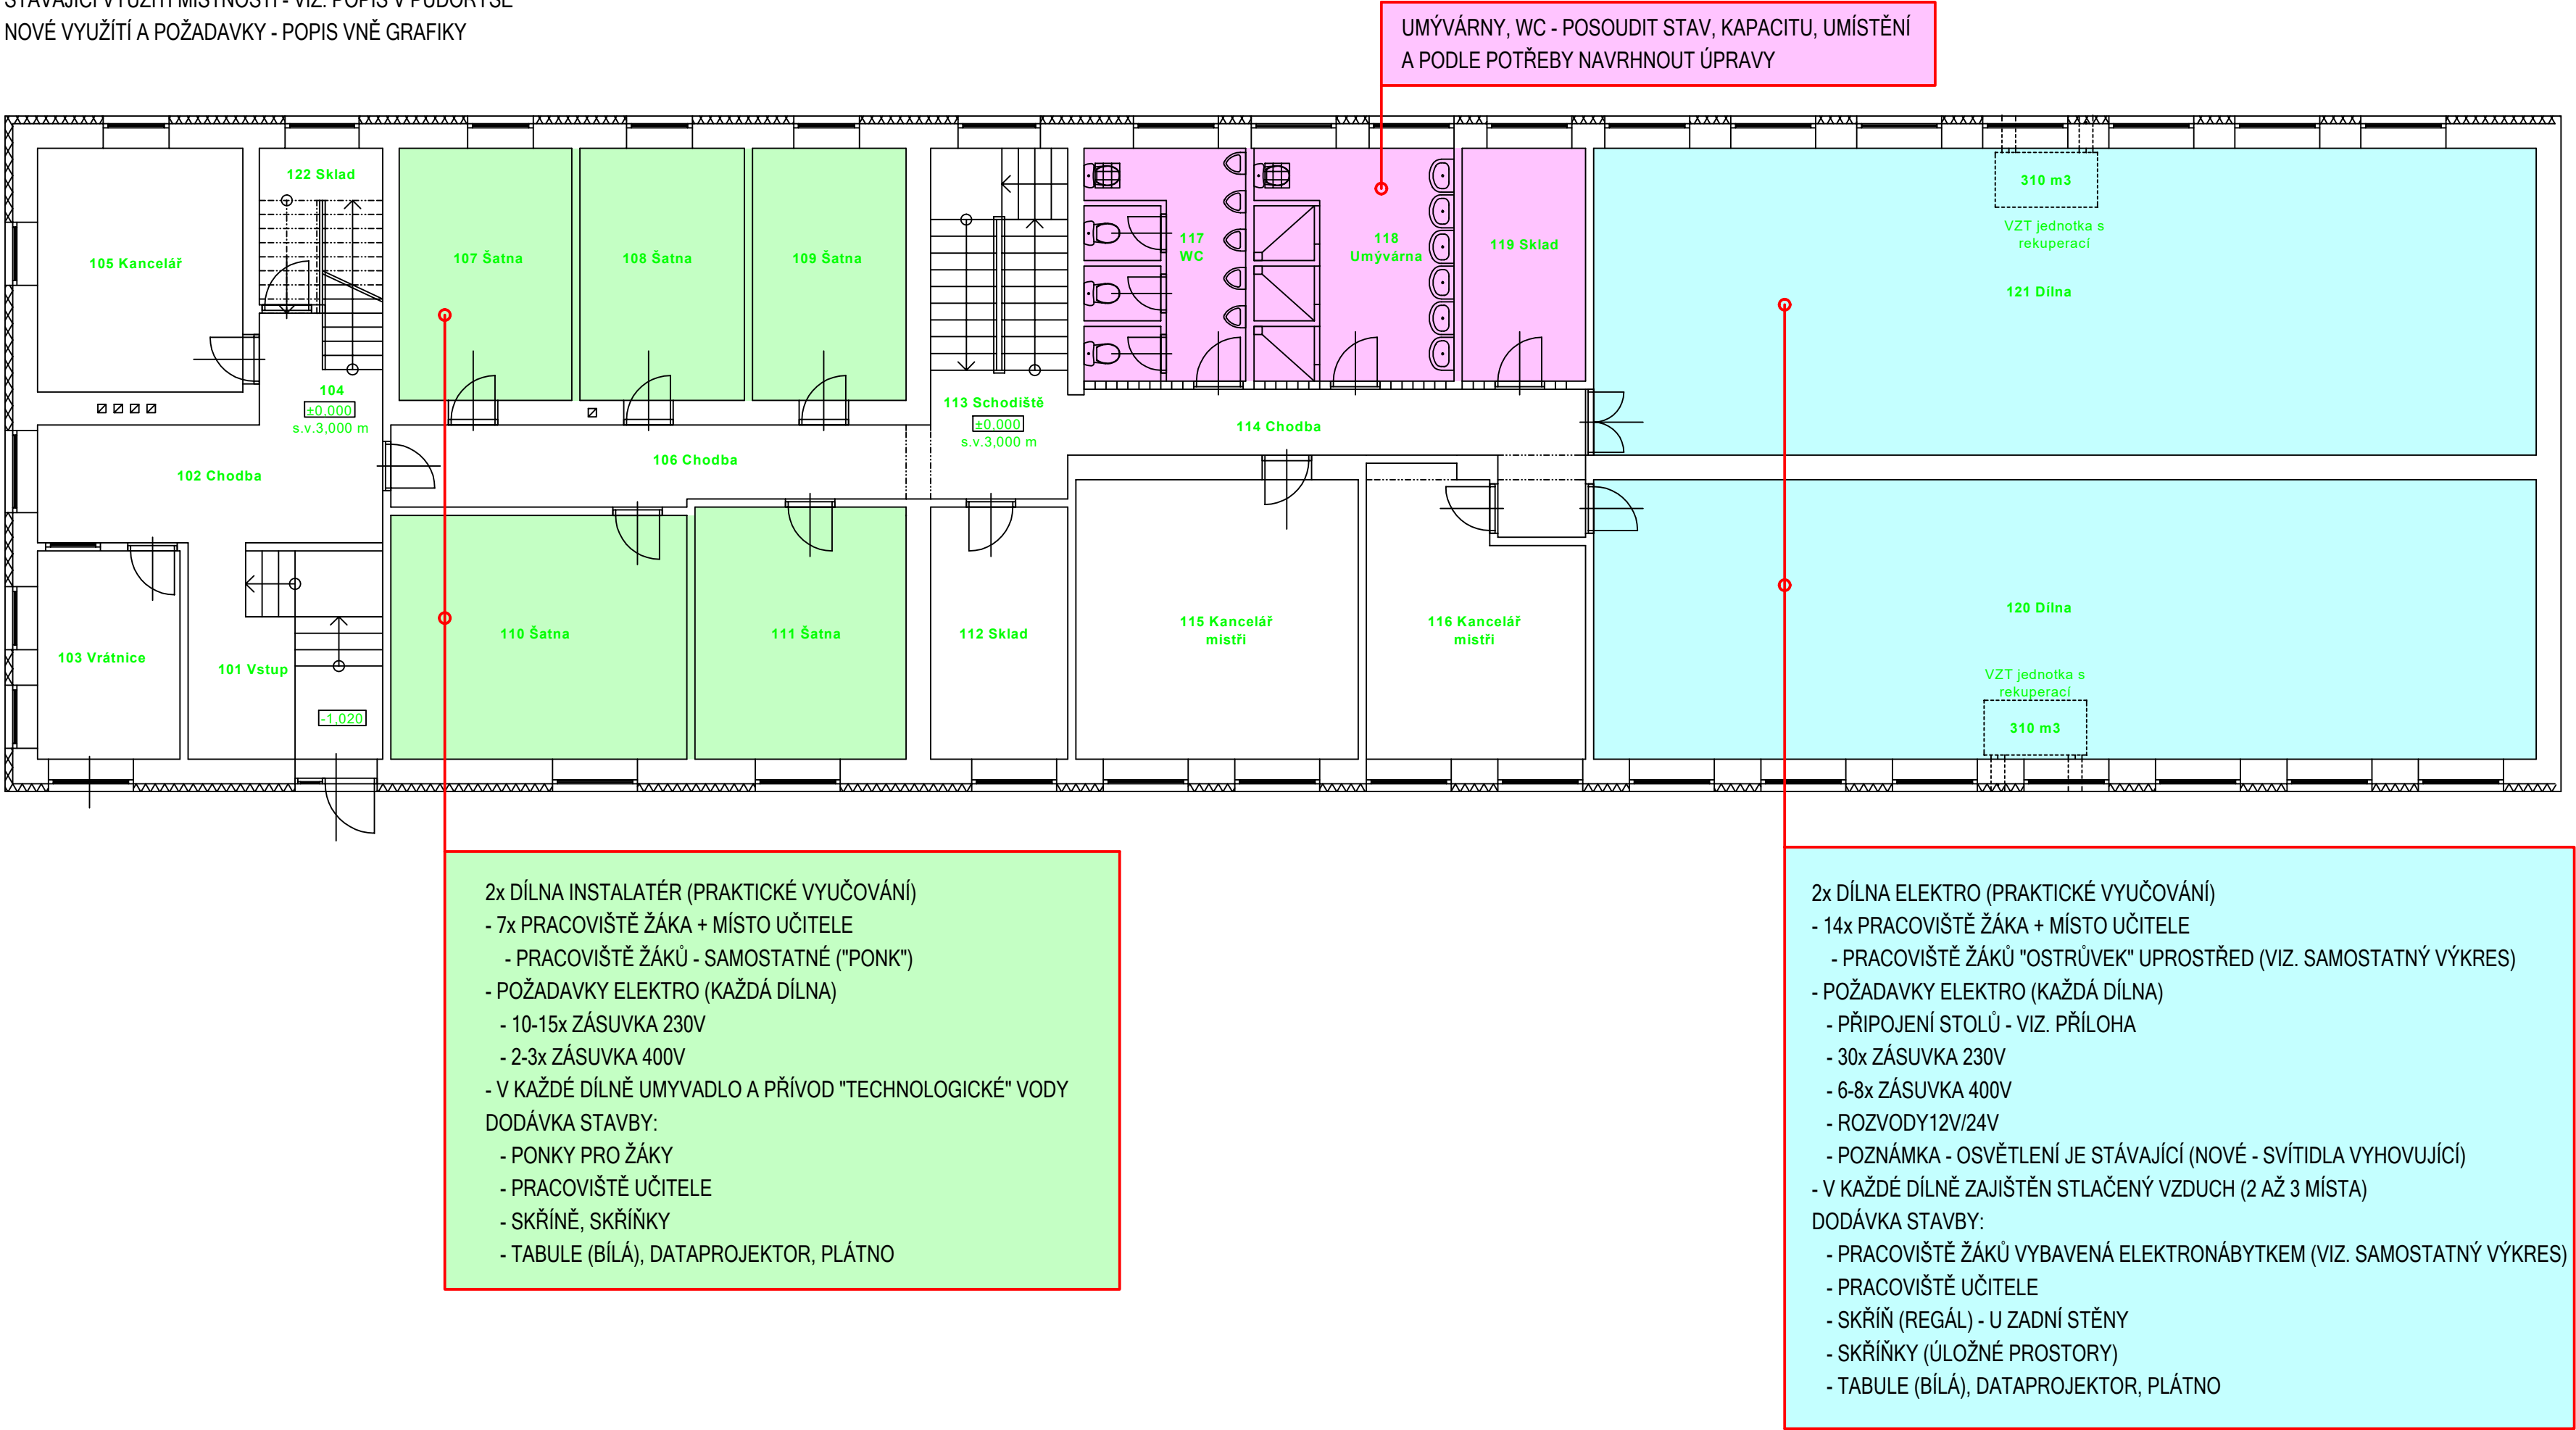 STÁVAJÍCÍ VYUŽITÍ MÍSTNOSTÍ - VIZ. POPIS V PŮDORYSE
NOVÉ VYUŽÍTÍ A POŽADAVKY - POPIS VNĚ GRAFIKY
UMÝVÁRNY, WC - POSOUDIT STAV, KAPACITU, UMÍSTĚNÍ
A PODLE POTŘEBY NAVRHNOUT ÚPRAVY
122 Sklad
105 Kancelář
107 Šatna
108 Šatna
109 Šatna
117
WC
118
Umývárna
119 Sklad
310 m3
VZT jednotka s
rekuperací
121 Dílna
104
±0,000
s.v.3,000 m
113 Schodiště
±0,000
s.v.3,000 m
114 Chodba
106 Chodba
102 Chodba
103 Vrátnice
101 Vstup
-1,020
110 Šatna
111 Šatna
112 Sklad
115 Kancelář
mistři
116 Kancelář
mistři
120 Dílna
VZT jednotka s
rekuperací
310 m3
2x DÍLNA INSTALATÉR (PRAKTICKÉ VYUČOVÁNÍ)
- 7x PRACOVIŠTĚ ŽÁKA + MÍSTO UČITELE
- PRACOVIŠTĚ ŽÁKŮ - SAMOSTATNÉ ("PONK")
- POŽADAVKY ELEKTRO (KAŽDÁ DÍLNA)
- 10-15x ZÁSUVKA 230V
- 2-3x ZÁSUVKA 400V
- V KAŽDÉ DÍLNĚ UMYVADLO A PŘÍVOD "TECHNOLOGICKÉ" VODY
DODÁVKA STAVBY:
- PONKY PRO ŽÁKY
- PRACOVIŠTĚ UČITELE
- SKŘÍNĚ, SKŘÍŇKY
- TABULE (BÍLÁ), DATAPROJEKTOR, PLÁTNO
2x DÍLNA ELEKTRO (PRAKTICKÉ VYUČOVÁNÍ)
- 14x PRACOVIŠTĚ ŽÁKA + MÍSTO UČITELE
- PRACOVIŠTĚ ŽÁKŮ "OSTRŮVEK" UPROSTŘED (VIZ. SAMOSTATNÝ VÝKRES)
- POŽADAVKY ELEKTRO (KAŽDÁ DÍLNA)
- PŘIPOJENÍ STOLŮ - VIZ. PŘÍLOHA
- 30x ZÁSUVKA 230V
- 6-8x ZÁSUVKA 400V
- ROZVODY12V/24V
- POZNÁMKA - OSVĚTLENÍ JE STÁVAJÍCÍ (NOVÉ - SVÍTIDLA VYHOVUJÍCÍ)
- V KAŽDÉ DÍLNĚ ZAJIŠTĚN STLAČENÝ VZDUCH (2 AŽ 3 MÍSTA)
DODÁVKA STAVBY:
- PRACOVIŠTĚ ŽÁKŮ VYBAVENÁ ELEKTRONÁBYTKEM (VIZ. SAMOSTATNÝ VÝKRES)
- PRACOVIŠTĚ UČITELE
- SKŘÍŇ (REGÁL) - U ZADNÍ STĚNY
- SKŘÍŇKY (ÚLOŽNÉ PROSTORY)
- TABULE (BÍLÁ), DATAPROJEKTOR, PLÁTNO